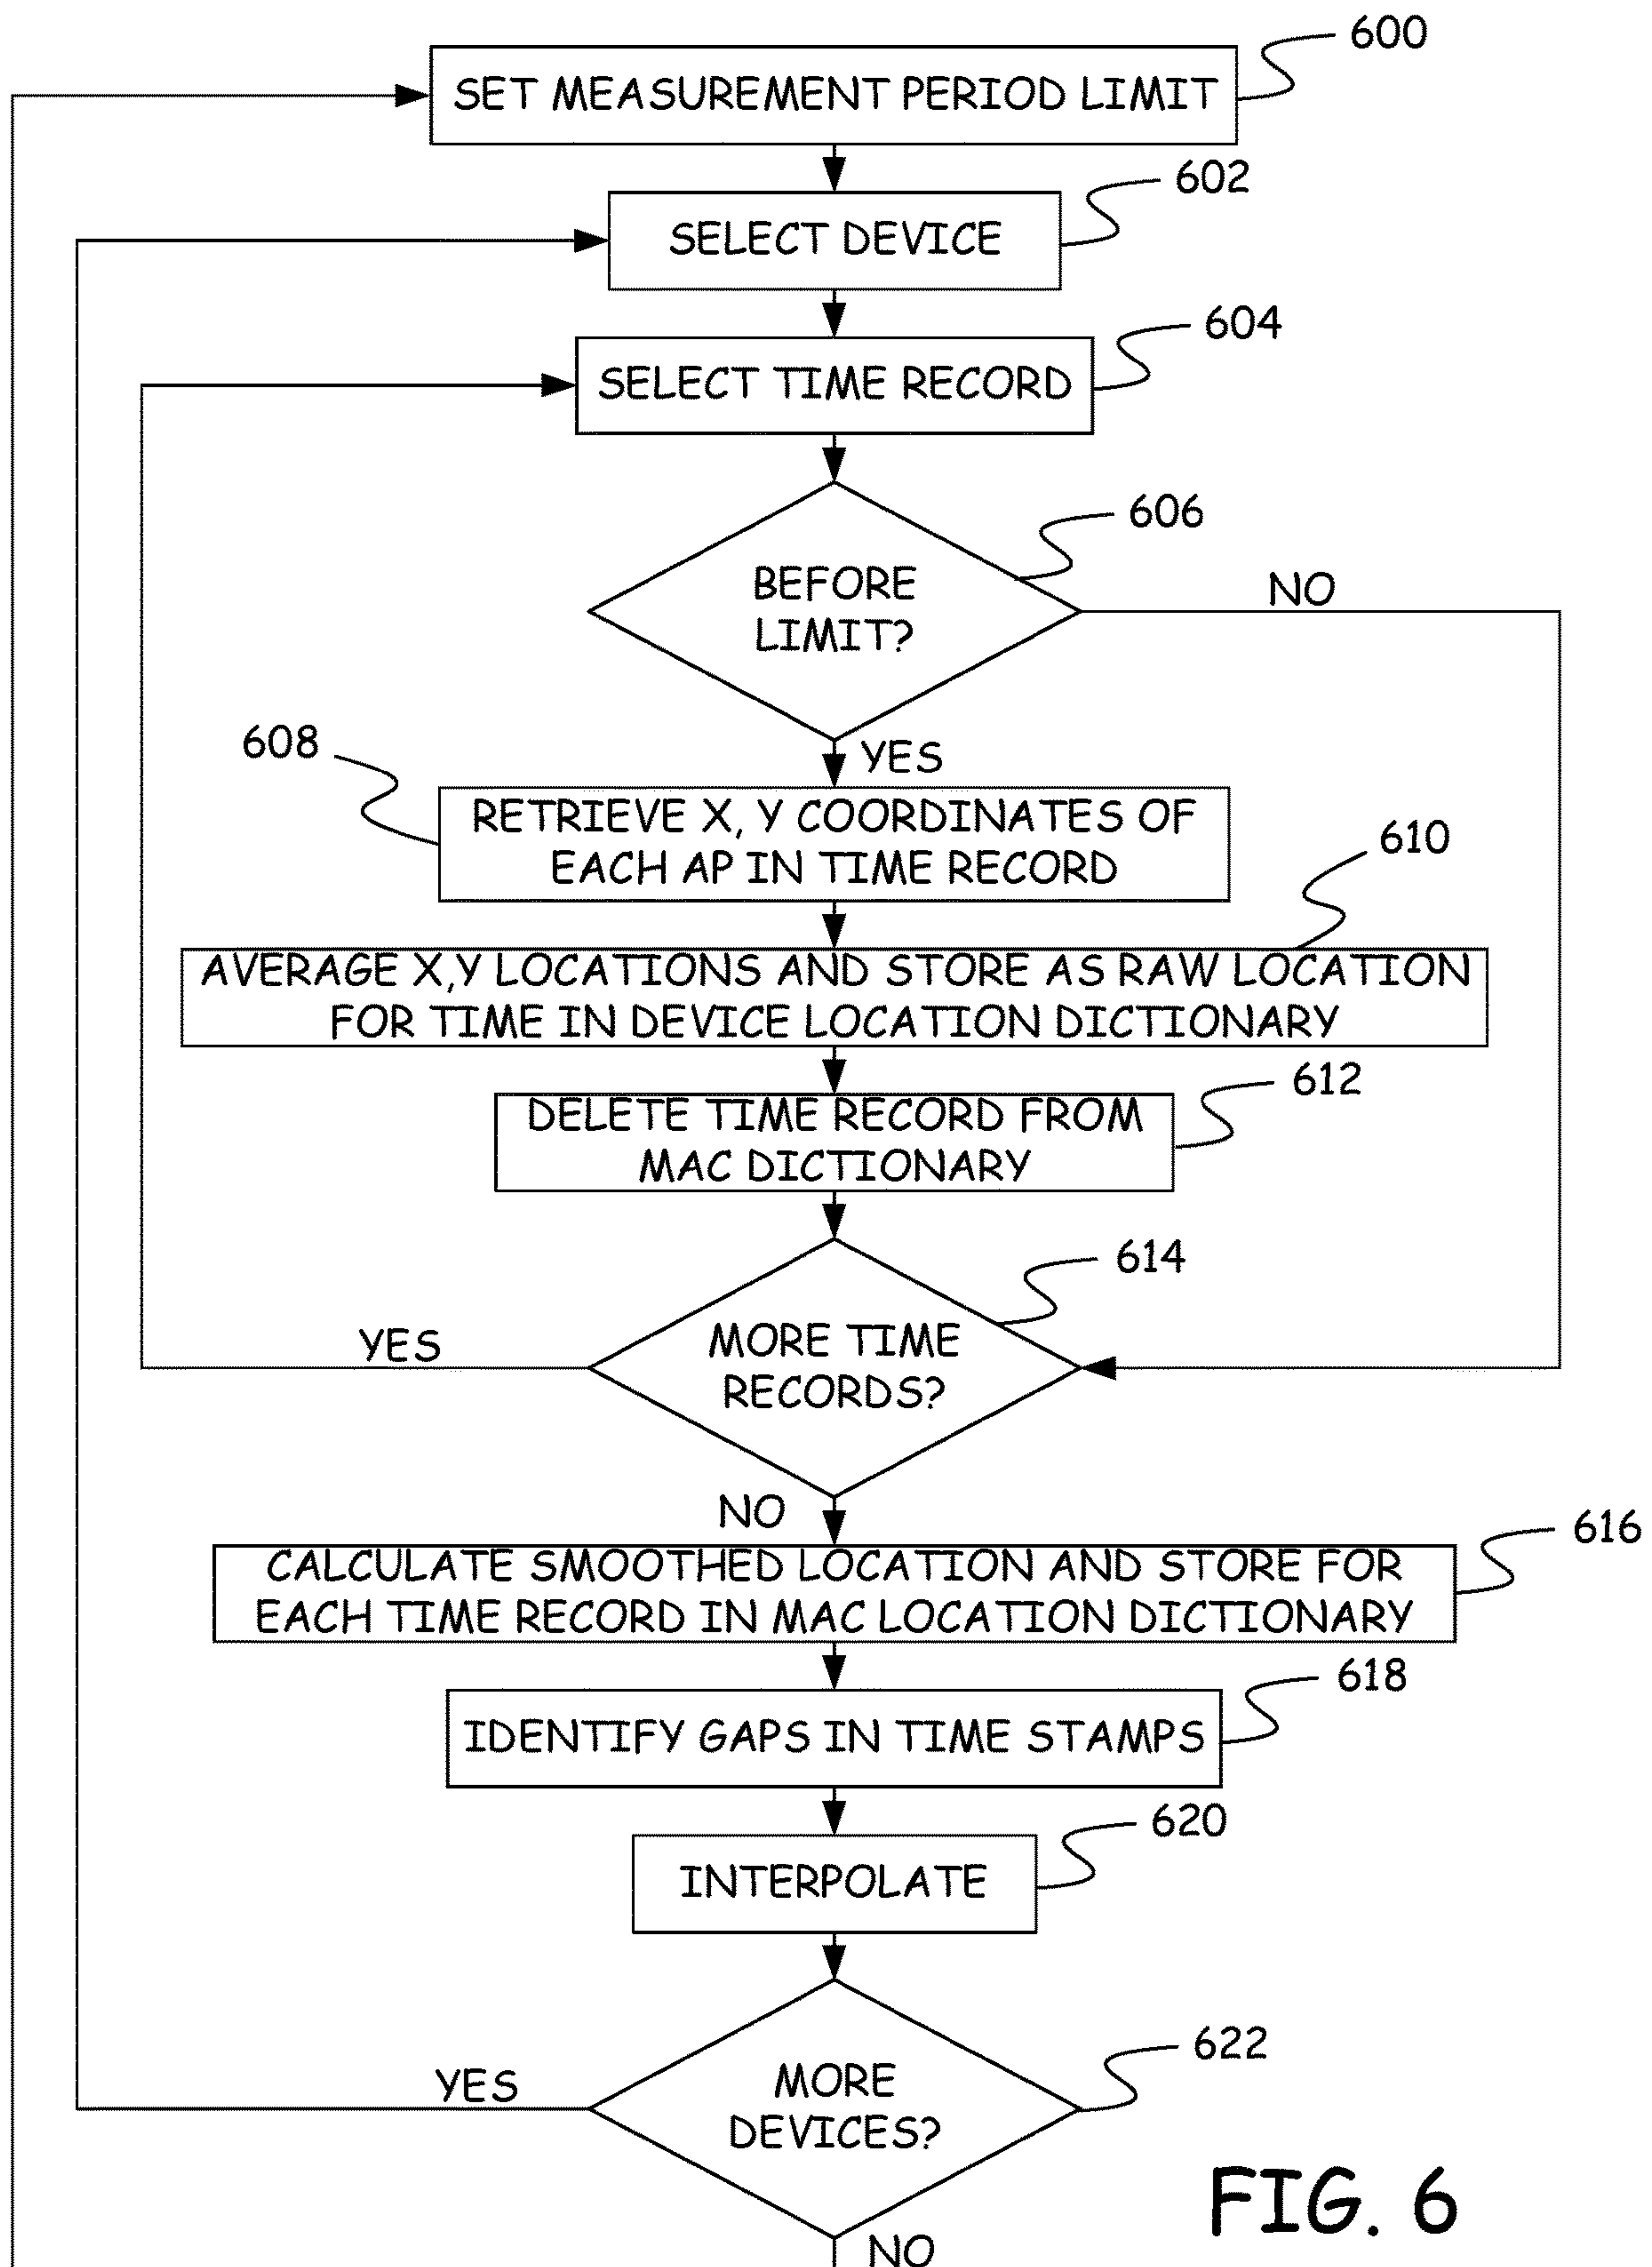 600
SET MEASUREMENT PERIOD LIMIT
602
SELECT DEVICE
604
SELECT TIME RECORD
606
BEFORE
LIMIT?
NO
YES
608
RETRIEVE X, Y COORDINATES OF
EACH AP IN TIME RECORD
610
AVERAGE X,Y LOCATIONS AND STORE AS RAW LOCATION
FOR TIME IN DEVICE LOCATION DICTIONARY
612
DELETE TIME RECORD FROM
MAC DICTIONARY
614
MORE TIME
RECORDS?
YES
NO
616
CALCULATE SMOOTHED LOCATION AND STORE FOR
EACH TIME RECORD IN MAC LOCATION DICTIONARY
618
IDENTIFY GAPS IN TIME STAMPS
620
INTERPOLATE
622
MORE
DEVICES?
YES
NO
FIG. 6